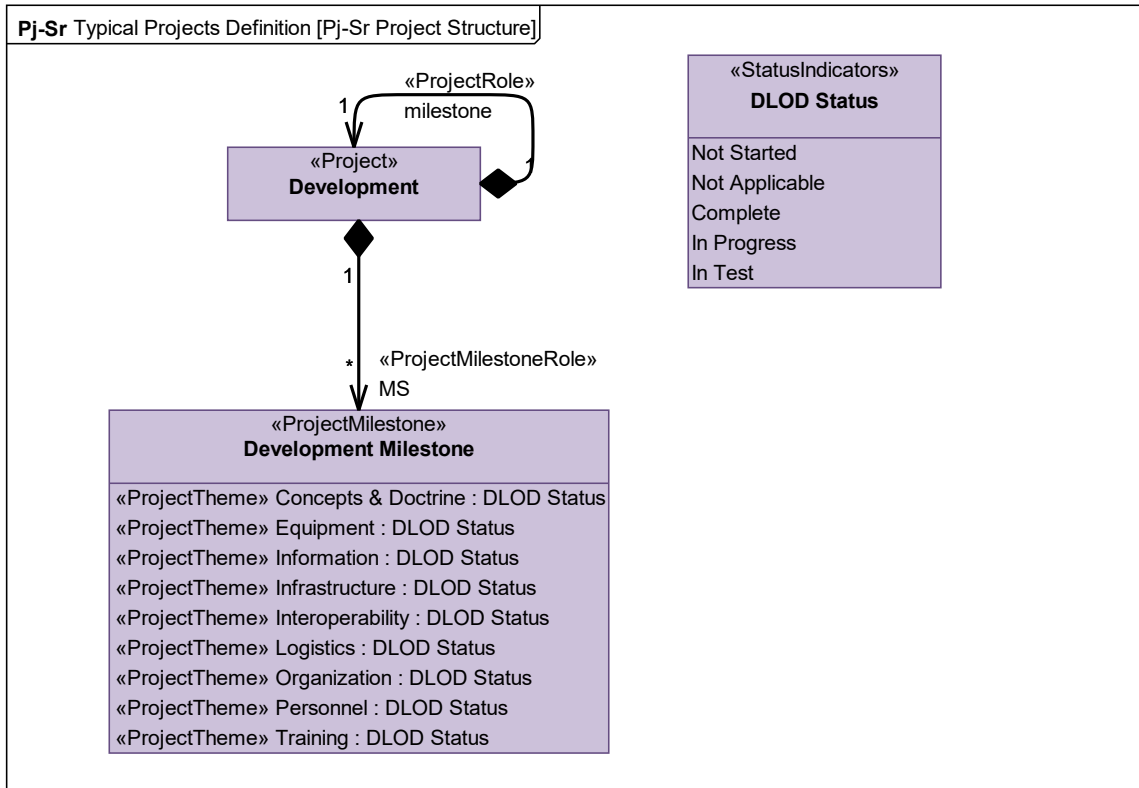 Pj-Sr Typical Projects Definition [Pj-Sr Project Structure]
«ProjectRole»
1
milestone
«Project»
Development
1
1
*
«ProjectMilestoneRole»
MS
«ProjectMilestone»
Development Milestone
«ProjectTheme» Concepts & Doctrine : DLOD Status
«ProjectTheme» Equipment : DLOD Status
«ProjectTheme» Information : DLOD Status
«ProjectTheme» Infrastructure : DLOD Status
«ProjectTheme» Interoperability : DLOD Status
«ProjectTheme» Logistics : DLOD Status
«ProjectTheme» Organization : DLOD Status
«ProjectTheme» Personnel : DLOD Status
«ProjectTheme» Training : DLOD Status
«StatusIndicators»
DLOD Status
Not Started
Not Applicable
Complete
In Progress
In Test